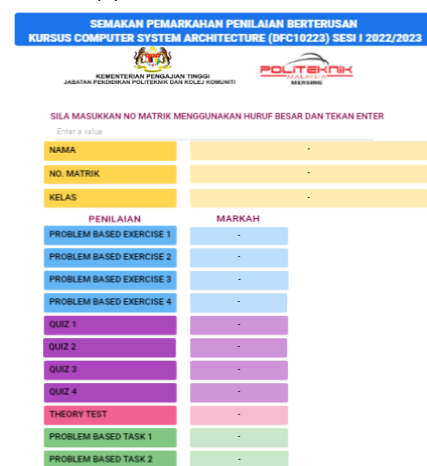 SEMAKAN PEMARKAHAN PENILAIAN BERTERUSAN
KURSUS COMPUTER SYSTEM ARCHITECTURE (DFC10223) SESI I 2022/2023
KEMENTERIAN PENGAJIAN TINGGI
JABATAN PENDIDIKAN POLITEKNIK DAN KOLEJ KOMUNITI
POLITEKNIK
MALAYSIA
MERSING
SILA MASUKKAN NO MATRIK MENGGUNAKAN HURUF BESAR DAN TEKAN ENTER
Enter a value
NAMA -
NO. MATRIK -
KELAS -
PENILAIAN MARKAH
PROBLEM BASED EXERCISE 1 -
PROBLEM BASED EXERCISE 2 -
PROBLEM BASED EXERCISE 3 -
PROBLEM BASED EXERCISE 4 -
QUIZ 1 -
QUIZ 2 -
QUIZ 3 -
QUIZ 4 -
THEORY TEST -
PROBLEM BASED TASK 1 -
PROBLEM BASED TASK 2 -